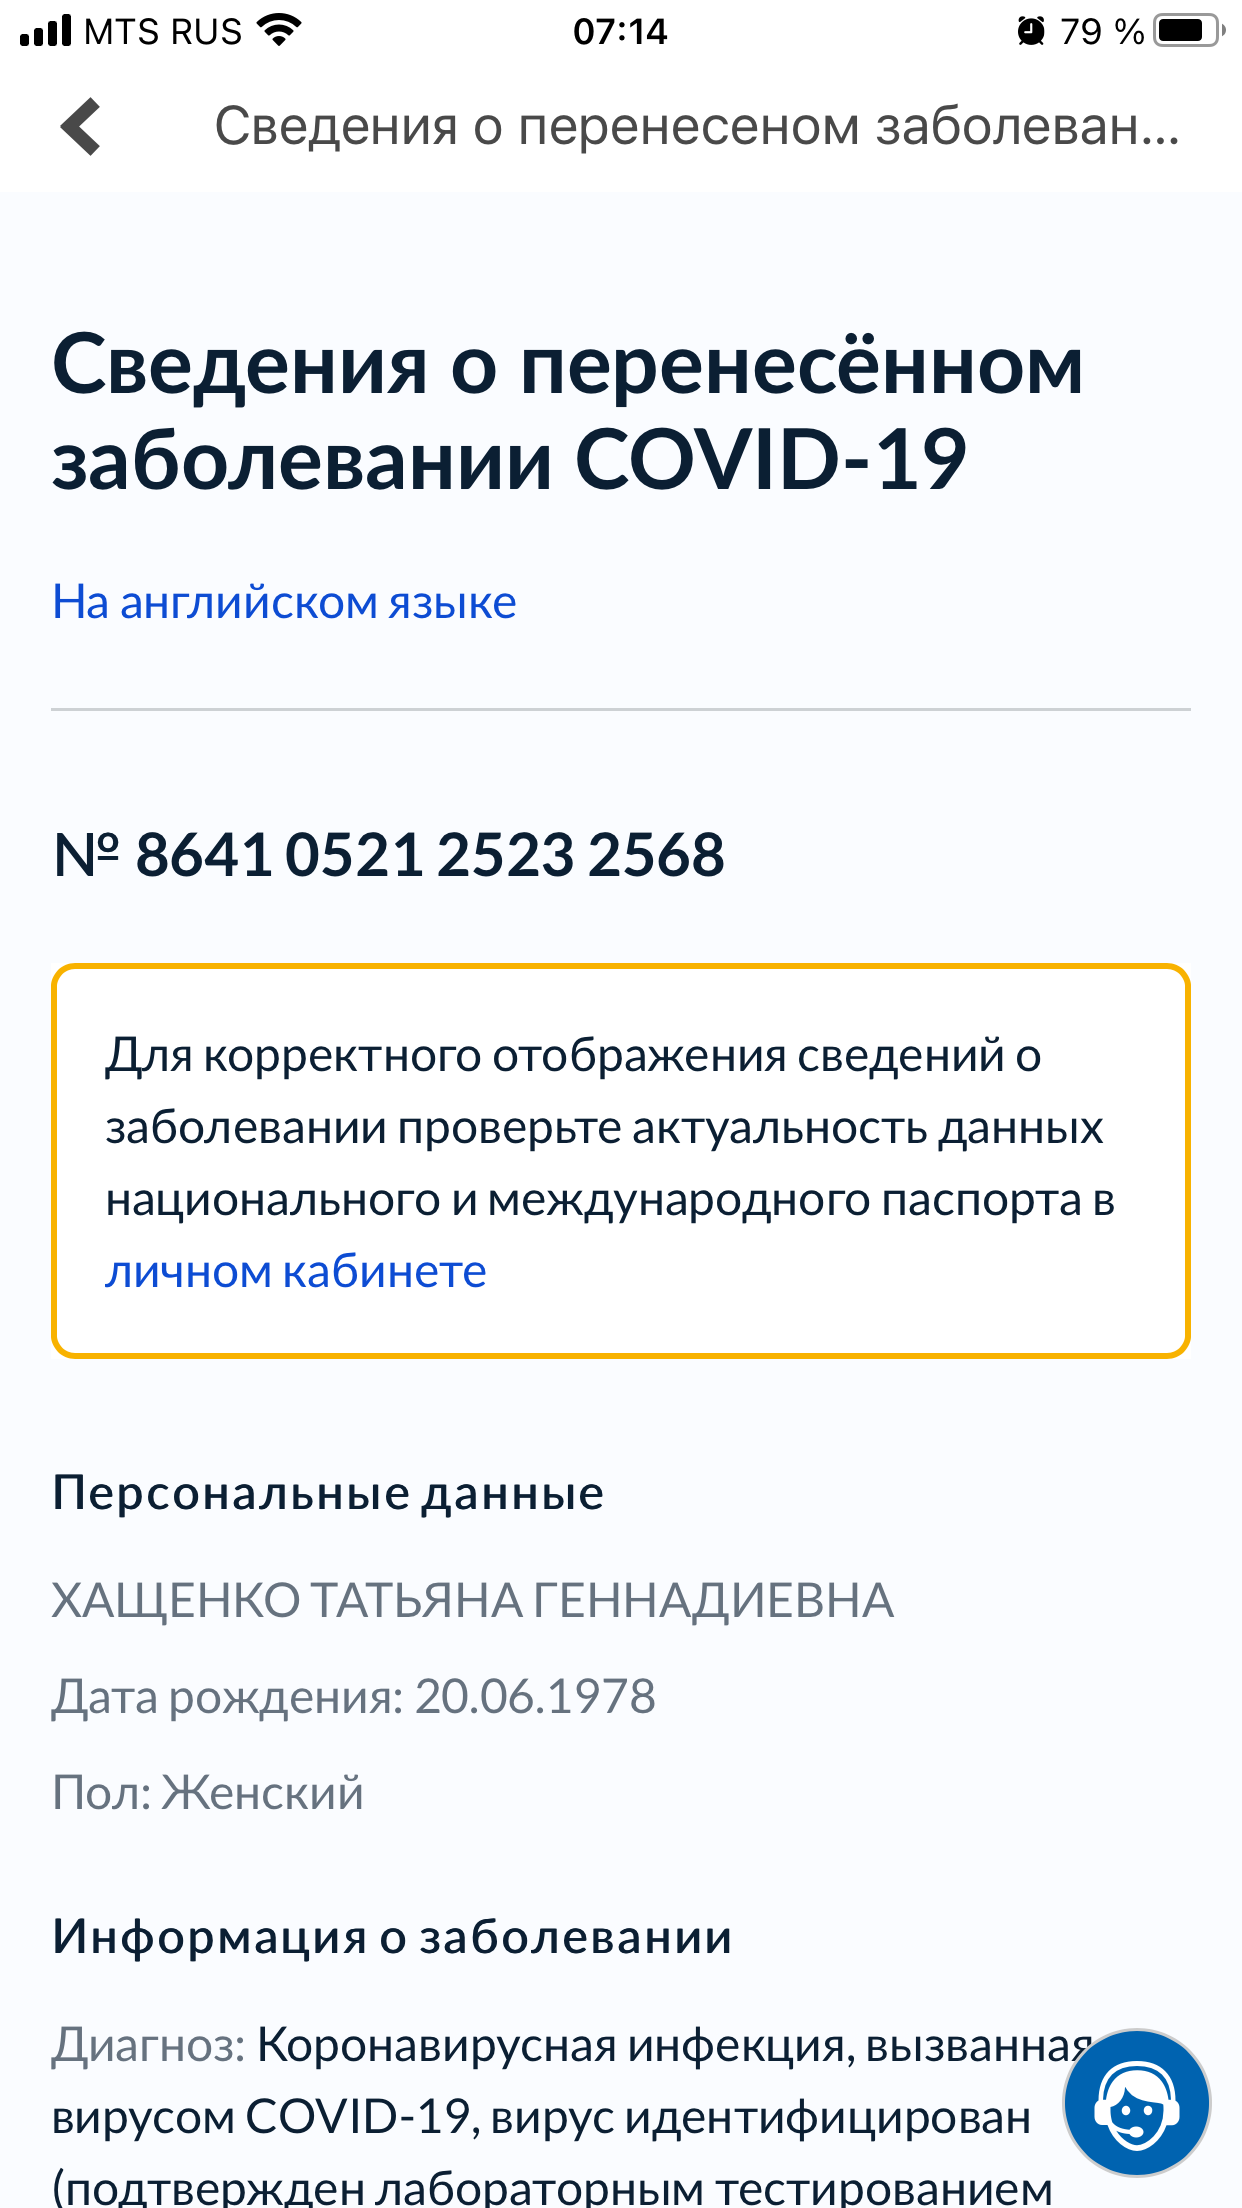 MTS RUS 07:14 79 %
Сведения о перенесеном заболеван...
Сведения о перенесённом
заболевании COVID-19
На английском языке
№ 8641 0521 2523 2568
Для корректного отображения сведений о
заболевании проверьте актуальность данных
национального и международного паспорта в
личном кабинете
Персональные данные
ХАЩЕНКО ТАТЬЯНА ГЕННАДИЕВНА
Дата рождения: 20.06.1978
Пол: Женский
Информация о заболевании
Диагноз: Коронавирусная инфекция, вызванная
вирусом COVID-19, вирус идентифицирован
(подтвержден лабораторным тестированием